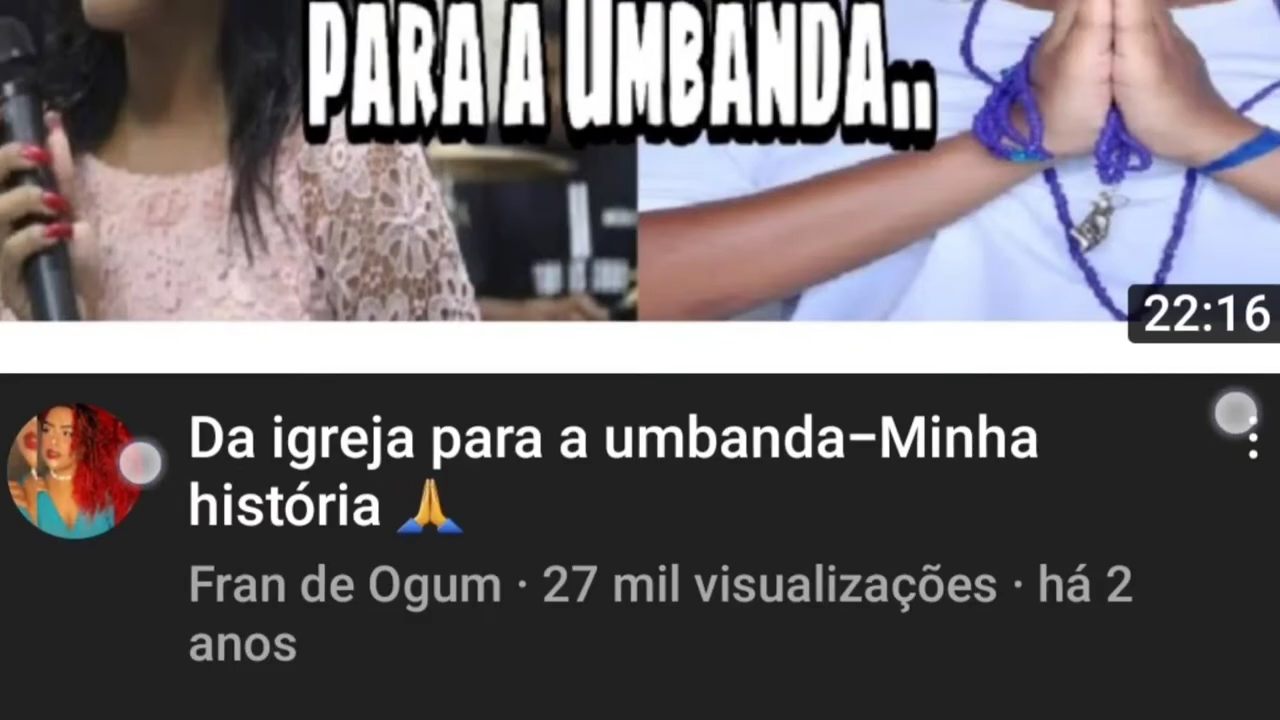 PARA A UMBANDA..
22:16
Da igreja para a umbanda-Minha
história 🙏
Fran de Ogum · 27 mil visualizações · há 2
anos